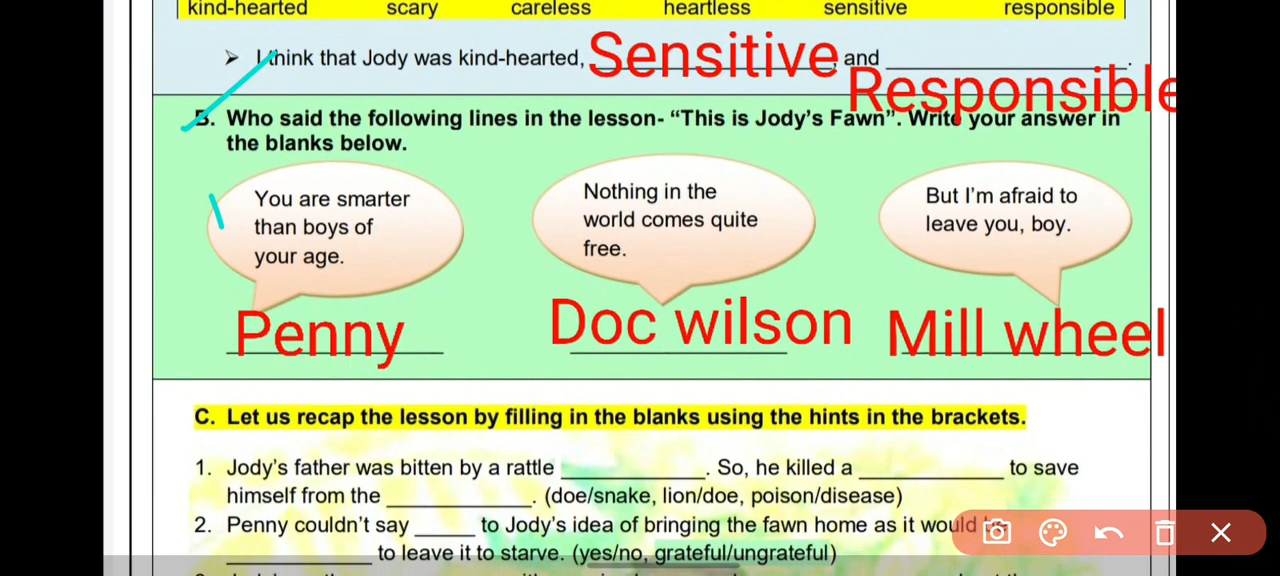 kind-hearted scary careless heartless sensitive responsible
➤ I think that Jody was kind-hearted, Sensitive, and ____________.
Responsible
B. Who said the following lines in the lesson- “This is Jody’s Fawn”. Write your answer in
the blanks below.
You are smarter
than boys of
your age.
Nothing in the
world comes quite
free.
But I’m afraid to
leave you, boy.
Penny Doc wilson Mill wheel
C. Let us recap the lesson by filling in the blanks using the hints in the brackets.
1. Jody’s father was bitten by a rattle ____________. So, he killed a ____________ to save
himself from the ____________. (doe/snake, lion/doe, poison/disease)
2. Penny couldn’t say _____ to Jody’s idea of bringing the fawn home as it would
____________ to leave it to starve. (yes/no, grateful/ungrateful)